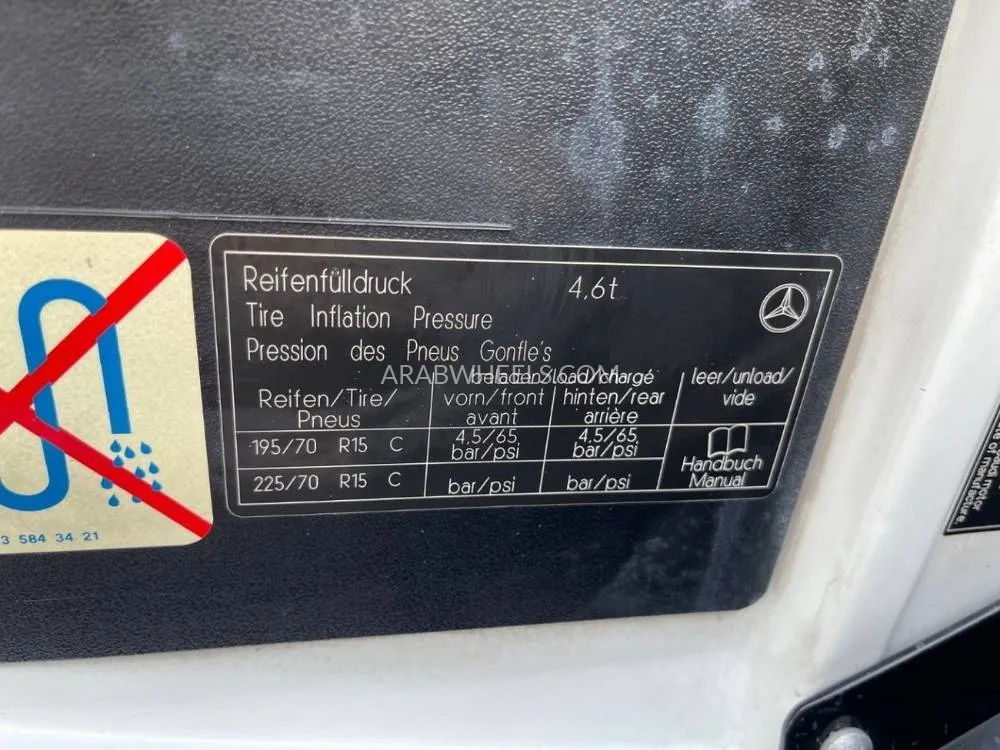 Reifenfülldruck 4,6t
Tire Inflation Pressure
Pression des Pneus Gonfle's
ARABWHEELS.COM
beladen/load/chargé leer/unload/
Reifen/Tire/ vorn/front hinten/rear vide
Pneus avant arrière
195/70 R15 C 4,5/65 4,5/65
bar/psi bar/psi
Handbuch
225/70 R15 C bar/psi bar/psi Manual
3 584 34 21
of manufacture